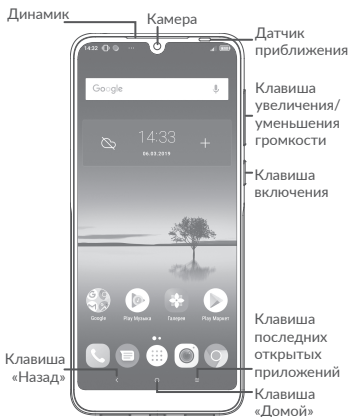 Динамик
Камера
Датчик
приближения
14:32
Google
Клавиша
увеличения/
уменьшения
громкости
14:33
06.03.2019
Клавиша
включения
Google
Play Музыка
Галерея
Play Маркет
Клавиша
последних
открытых
приложений
Клавиша
«Назад»
Клавиша
«Домой»